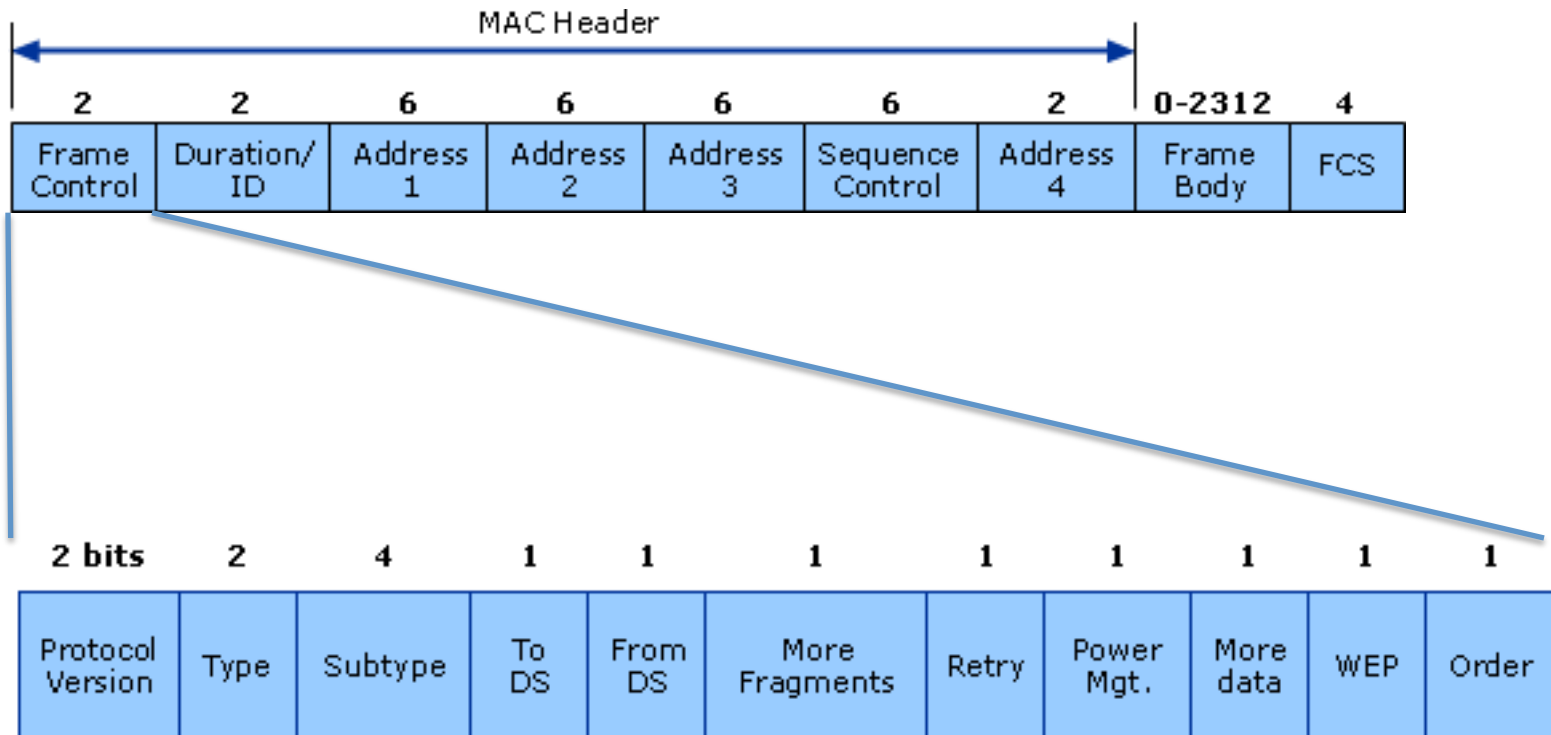 MAC Header
2 2 6 6 6 6 2 0-2312 4
Frame Control
Duration/ ID
Address 1
Address 2
Address 3
Sequence Control
Address 4
Frame Body
FCS
2 bits 2 4 1 1 1 1 1 1 1 1
Protocol Version
Type
Subtype
To DS
From DS
More Fragments
Retry
Power Mgt.
More data
WEP
Order